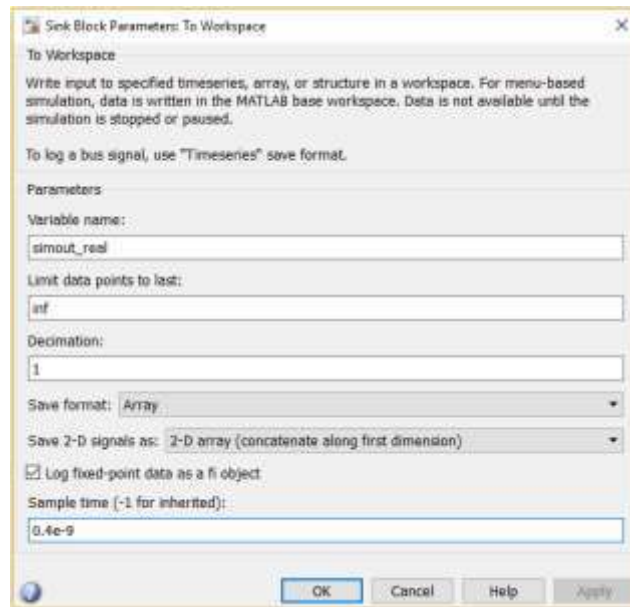 Sink Block Parameters: To Workspace
To Workspace
Write input to specified timeseries, array, or structure in a workspace. For menu-based
simulation, data is written in the MATLAB base workspace. Data is not available until the
simulation is stopped or paused.
To log a bus signal, use "Timeseries" save format.
Parameters
Variable name:
simout_real
Limit data points to last:
inf
Decimation:
1
Save format: Array
Save 2-D signals as: 2-D array (concatenate along first dimension)
Log fixed-point data as a fi object
Sample time (-1 for inherited):
0.4e-9
OK Cancel Help Apply